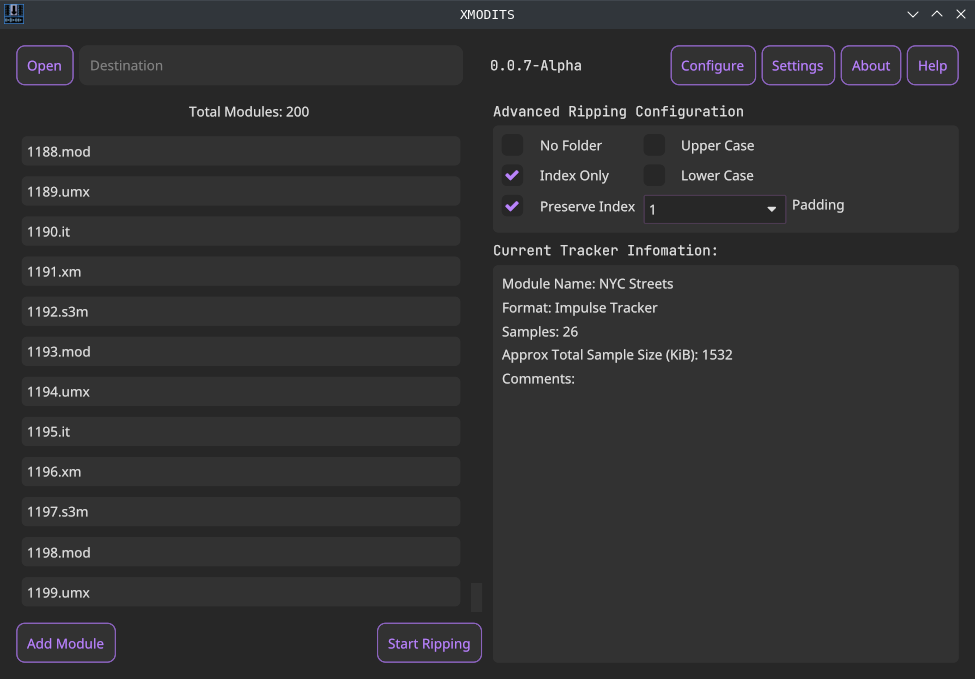 XMODITS
Open
Destination
0.0.7-Alpha
Configure
Settings
About
Help
Total Modules: 200
1188.mod
1189.umx
1190.it
1191.xm
1192.s3m
1193.mod
1194.umx
1195.it
1196.xm
1197.s3m
1198.mod
1199.umx
Add Module
Start Ripping
Advanced Ripping Configuration
No Folder
Upper Case
Index Only
Lower Case
Preserve Index
1
Padding
Current Tracker Infomation:
Module Name: NYC Streets
Format: Impulse Tracker
Samples: 26
Approx Total Sample Size (KiB): 1532
Comments: